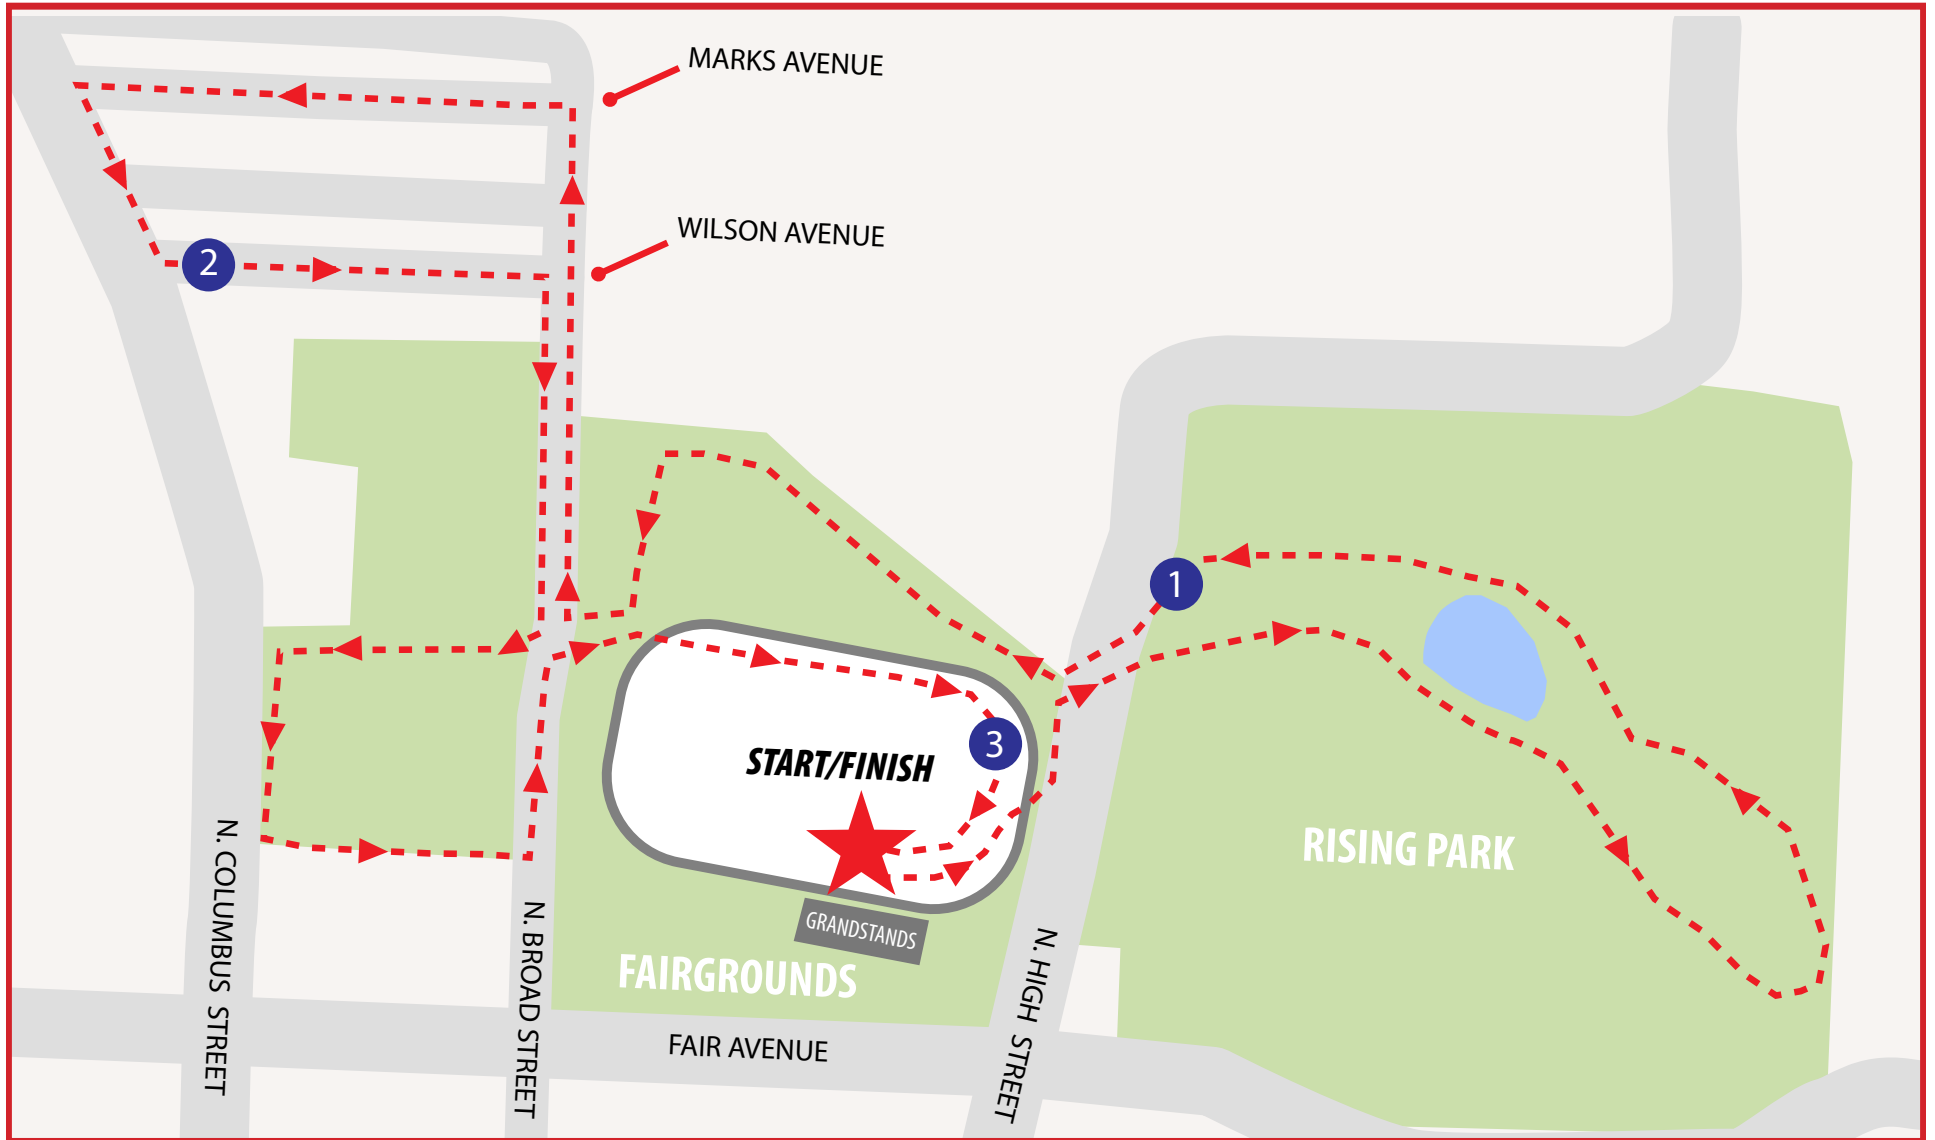 MARKS AVENUE
WILSON AVENUE
2
1
3
START/FINISH
RISING PARK
GRANDSTANDS
FAIRGROUNDS
N. COLUMBUS STREET
N. BROAD STREET
N. HIGH STREET
FAIR AVENUE